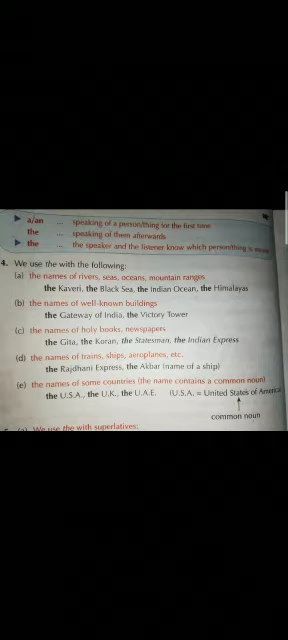 ▶ a/an ... speaking of a person/thing for the first time
the ... speaking of them afterwards
▶ the ... the speaker and the listener know which person/thing is
4. We use the with the following:
(a) the names of rivers, seas, oceans, mountain ranges
the Kaveri, the Black Sea, the Indian Ocean, the Himalayas
(b) the names of well-known buildings
the Gateway of India, the Victory Tower
(c) the names of holy books, newspapers
the Gita, the Koran, the Statesman, the Indian Express
(d) the names of trains, ships, aeroplanes, etc.
the Rajdhani Express, the Akbar (name of a ship)
(e) the names of some countries (the name contains a common noun)
the U.S.A., the U.K., the U.A.E. (U.S.A. = United States of America
common noun
(a) We use the with superlatives: